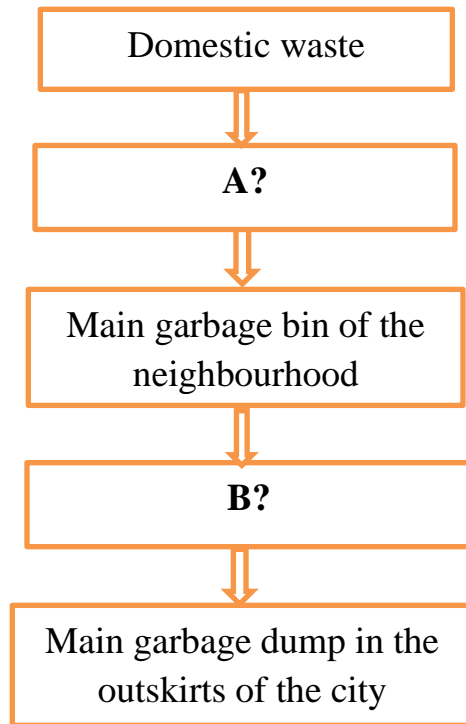 Domestic waste
A?
Main garbage bin of the
neighbourhood
B?
Main garbage dump in the
outskirts of the city